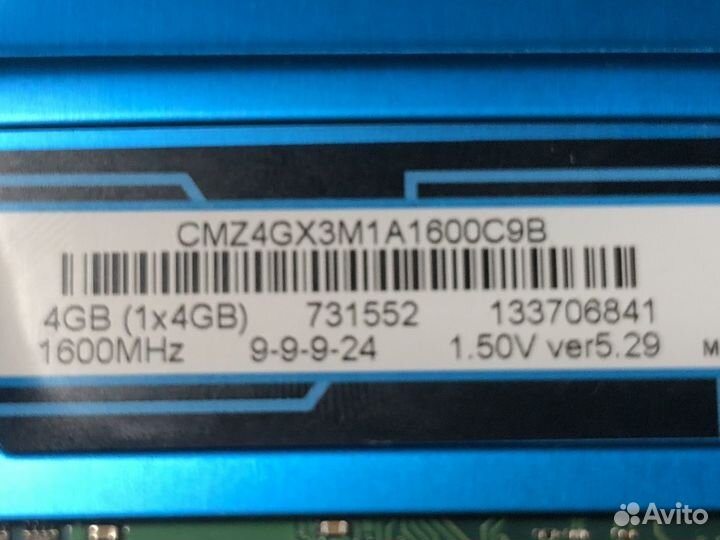 CMZ4GX3M1A1600C9B
4GB (1x4GB) 731552 133706841
1600MHz 9-9-9-24 1.50V ver5.29 M
Avito